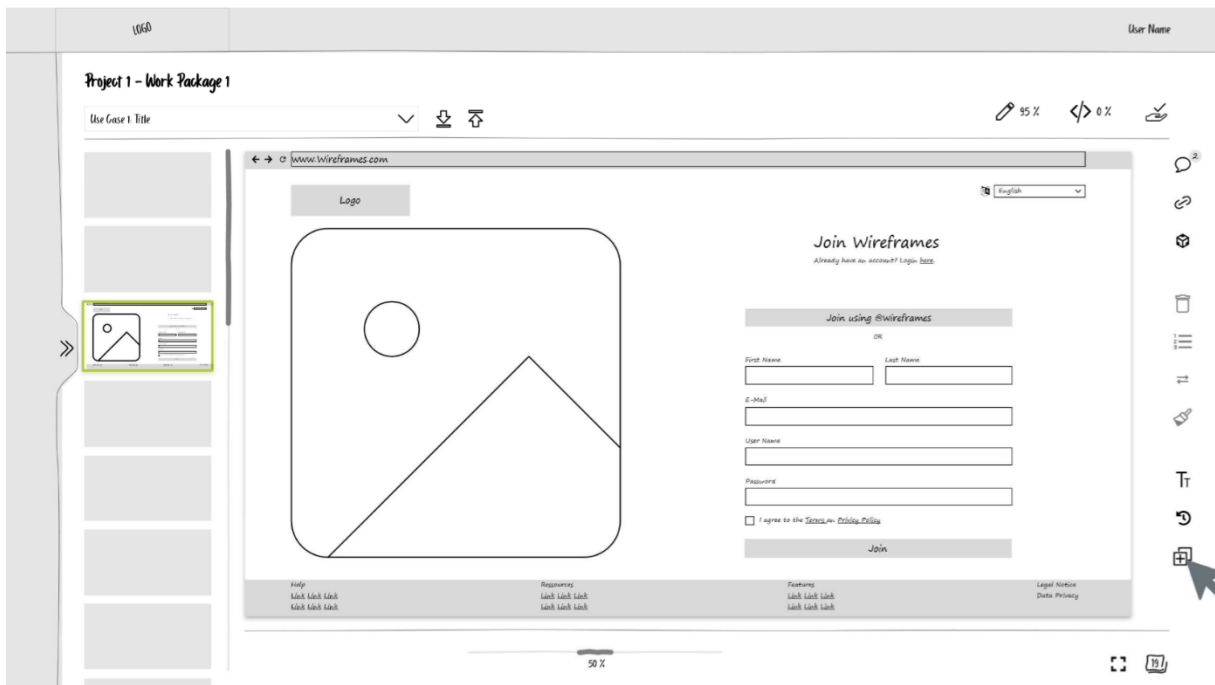 LOGO
User Name
Project 1 - Work Package 1
Use Case 1: Title
95 %
0 %
www.Wireframes.com
2
English
Logo
Join Wireframes
Already have an account? Login here.
Join using @wireframes
OR
First Name
Last Name
E-Mail
User Name
Password
I agree to the Terms an Privicy Policy
Join
Help
Ressources
Features
Legal Notice
Link Link Link
Link Link Link
Link Link Link
Data Privacy
Link Link Link
Link Link Link
Link Link Link
50 %
19